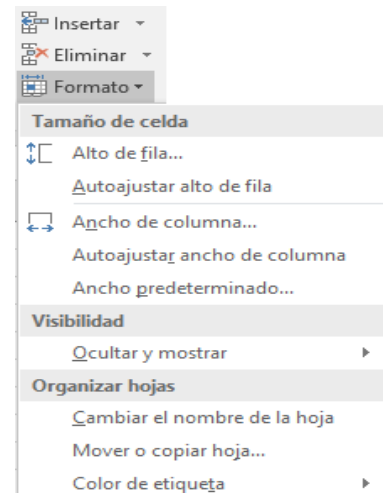 Insertar
Eliminar
Formato
Tamaño de celda
Alto de fila...
Autoajustar alto de fila
Ancho de columna...
Autoajustar ancho de columna
Ancho predeterminado...
Visibilidad
Ocultar y mostrar
Organizar hojas
Cambiar el nombre de la hoja
Mover o copiar hoja...
Color de etiqueta